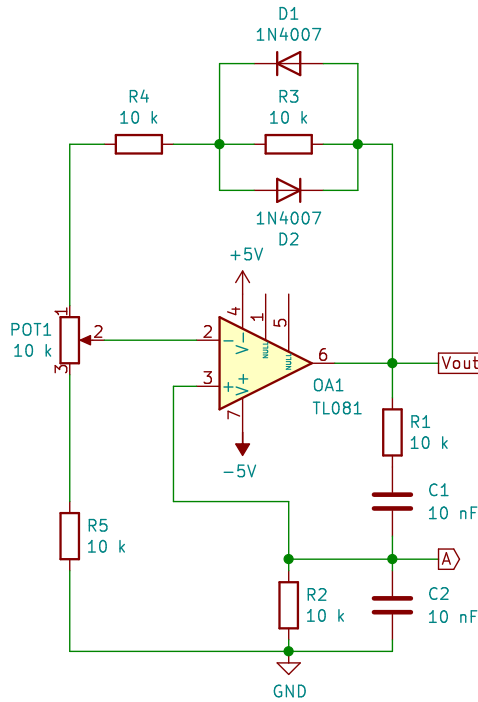 D1
1N4007
R4
10 k
R3
10 k
1N4007
D2
+5V
4
1
5
POT1
10 k
1
2
3
2
3
-
+
V-
V+
NULL
NULL
6
7
OA1
TL081
-5V
Vout
R1
10 k
C1
10 nF
R5
10 k
A
R2
10 k
C2
10 nF
GND